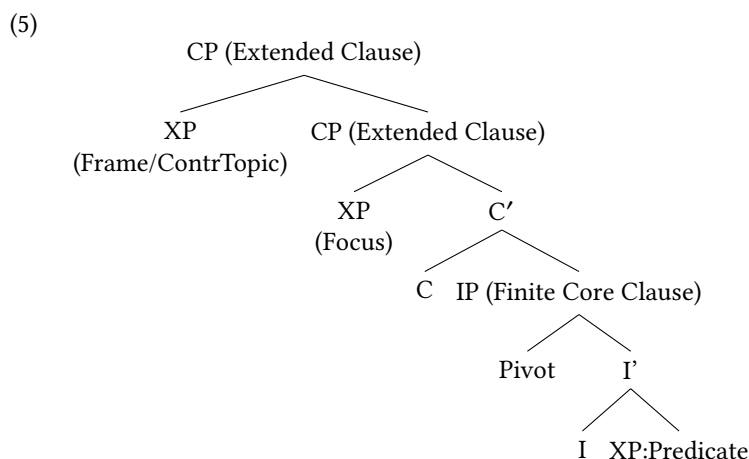 (5)
CP (Extended Clause)
XP CP (Extended Clause)
(Frame/ContrTopic)
XP C′
(Focus)
C IP (Finite Core Clause)
Pivot I’
I XP:Predicate